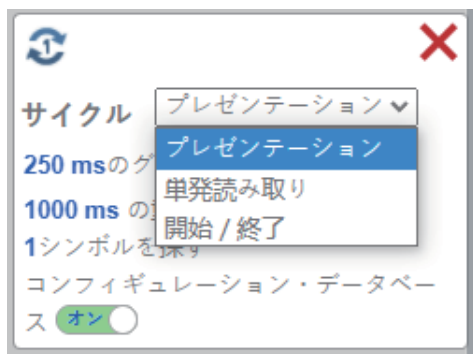 1
サイクル プレゼンテーション
プレゼンテーション
250 msのグ
単発読み取り
1000 ms の
開始 / 終了
1シンボルを探す
コンフィギュレーション・データベー
ス オン